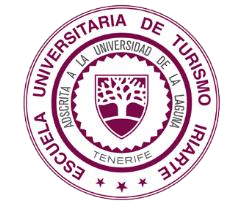 ESCUELA UNIVERSITARIA DE TURISMO IRIARTE
ADSCRITA A LA UNIVERSIDAD DE LA LAGUNA
TENERIFE